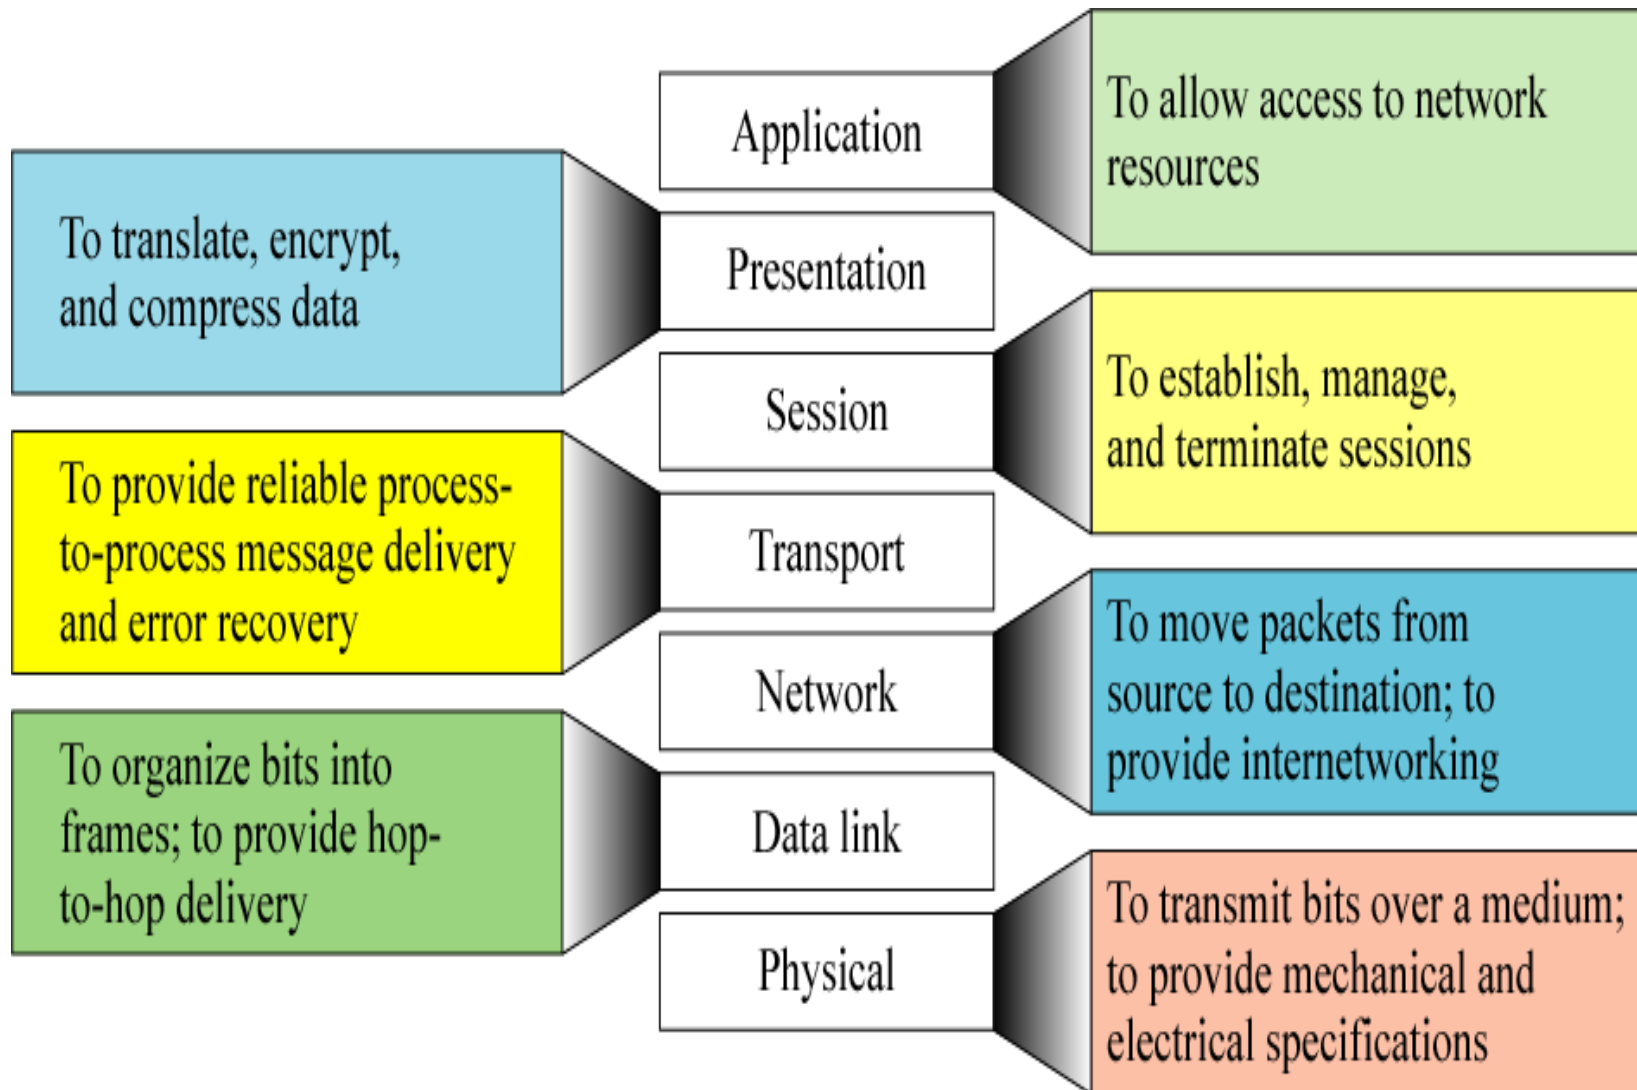 Application
To allow access to network
resources
To translate, encrypt,
and compress data
Presentation
Session
To establish, manage,
and terminate sessions
To provide reliable process-
to-process message delivery
and error recovery
Transport
Network
To move packets from
source to destination; to
provide internetworking
To organize bits into
frames; to provide hop-
to-hop delivery
Data link
Physical
To transmit bits over a medium;
to provide mechanical and
electrical specifications